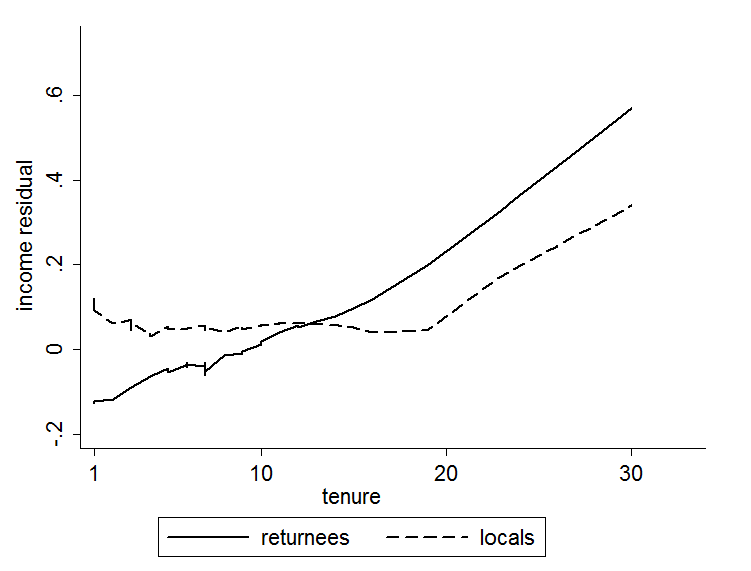 income residual
.6
.4
.2
0
-.2
1 10 20 30
tenure
returnees locals